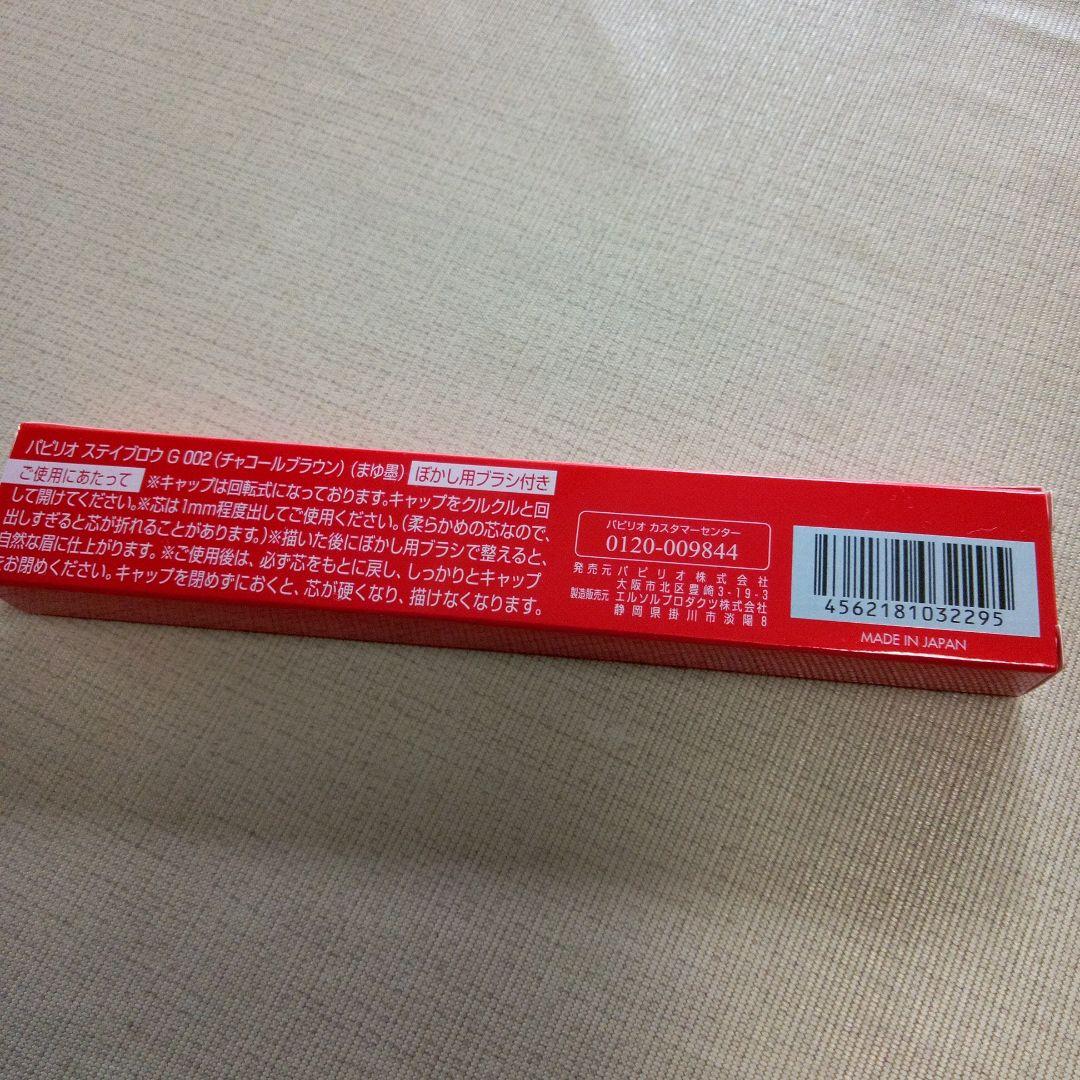 パピリオ ステイブロウ G 002 (チャコールブラウン) (まゆ墨) ぼかし用ブラシ付き
ご使用にあたって ※キャップは回転式になっております。キャップをクルクルと回
して開けてください。※芯は1mm程度出してご使用ください。(柔らかめの芯なので、
出しすぎると芯が折れることがあります。)※描いた後にぼかし用ブラシで整えると、
自然な眉に仕上がります。※ご使用後は、必ず芯をもとに戻し、しっかりとキャップ
をお閉めください。キャップを閉めずにおくと、芯が硬くなり、描けなくなります。
パピリオ カスタマーセンター
0120-009844
発売元 パピリオ株式会社
大阪市北区豊崎3-19-3
製造販売元 エルソルプロダクツ株式会社
静岡県掛川市淡陽8
4562181032295
MADE IN JAPAN